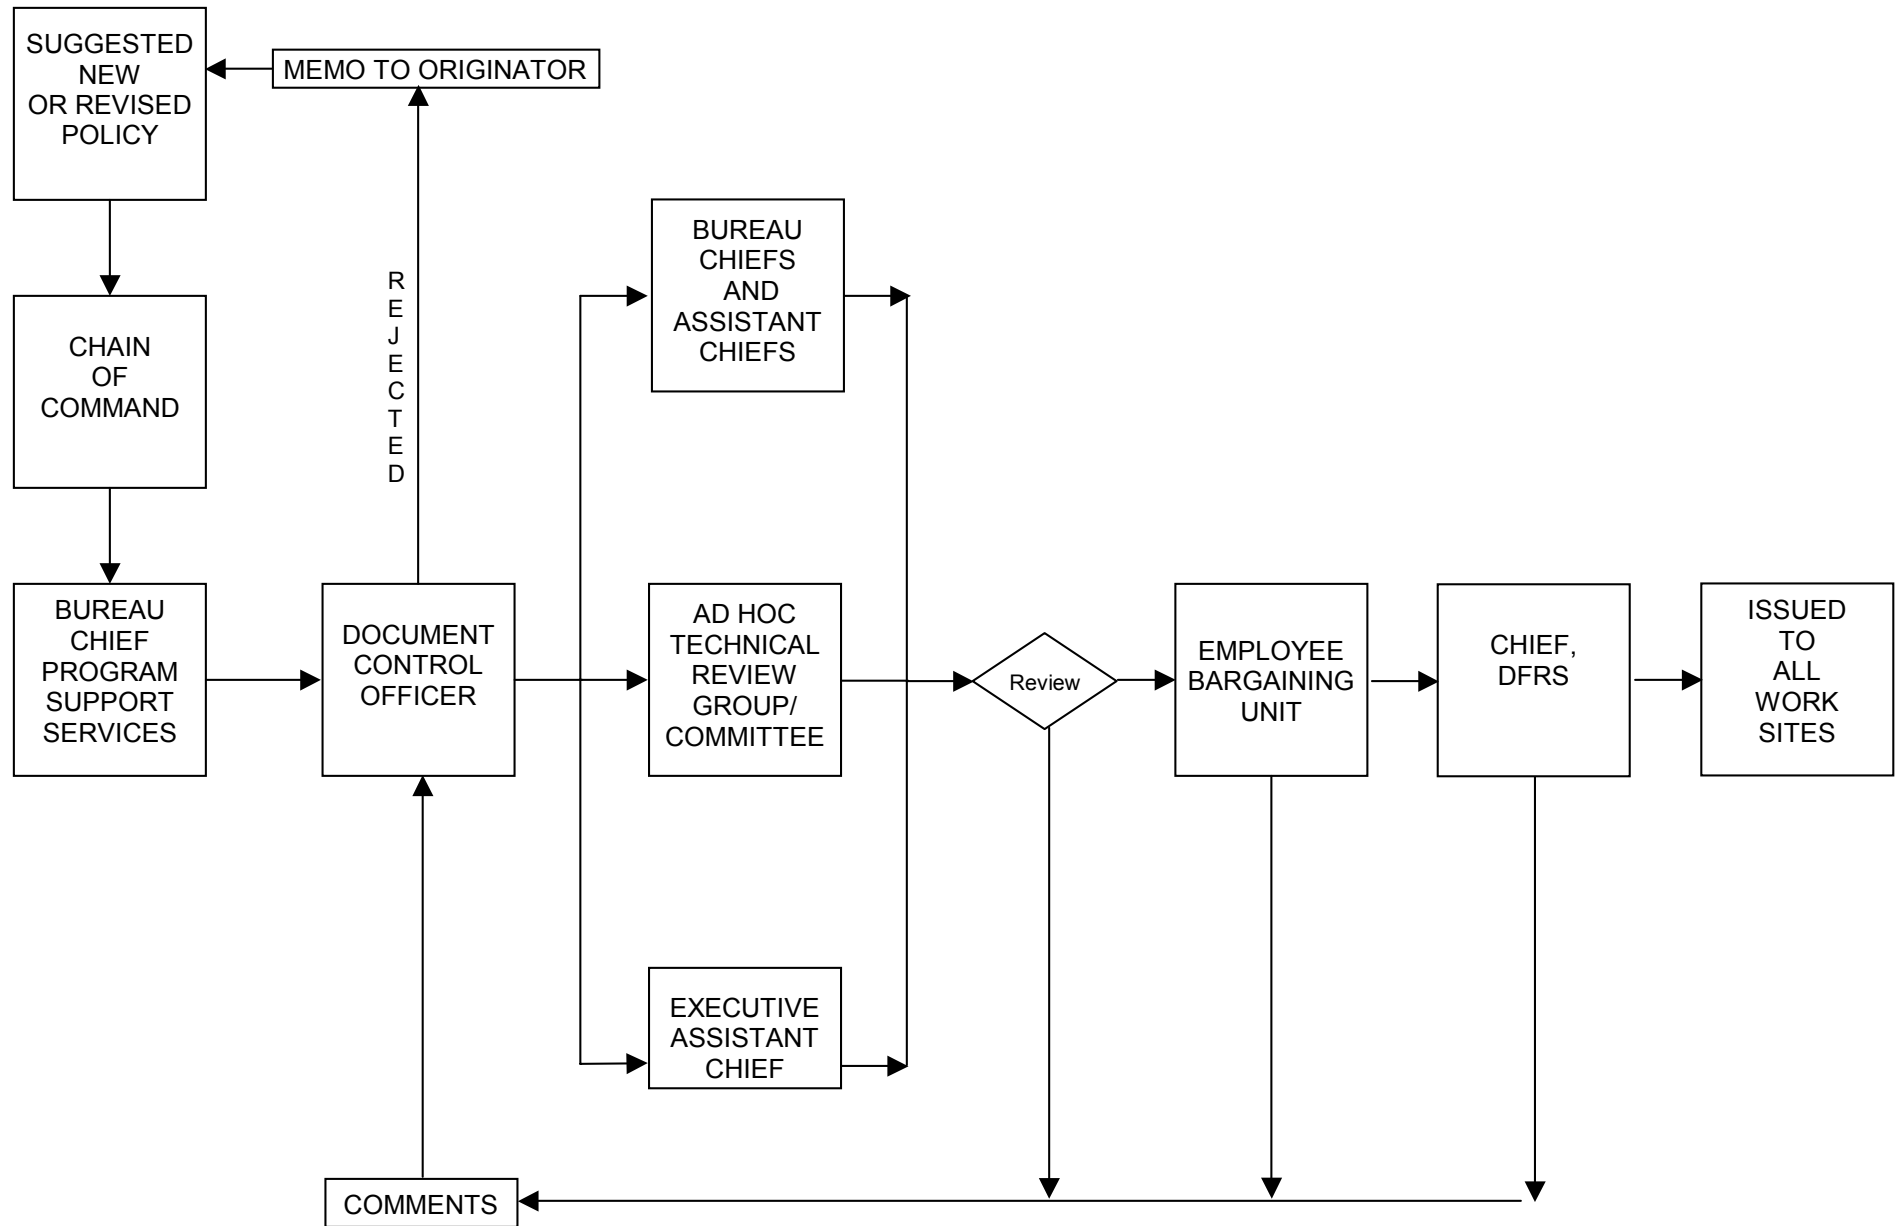 SUGGESTED
NEW
OR REVISED
POLICY
MEMO TO ORIGINATOR
CHAIN
OF
COMMAND
R
E
J
E
C
T
E
D
BUREAU
CHIEFS
AND
ASSISTANT
CHIEFS
BUREAU
CHIEF
PROGRAM
SUPPORT
SERVICES
DOCUMENT
CONTROL
OFFICER
AD HOC
TECHNICAL
REVIEW
GROUP/
COMMITTEE
Review
EMPLOYEE
BARGAINING
UNIT
CHIEF,
DFRS
ISSUED
TO
ALL
WORK
SITES
EXECUTIVE
ASSISTANT
CHIEF
COMMENTS